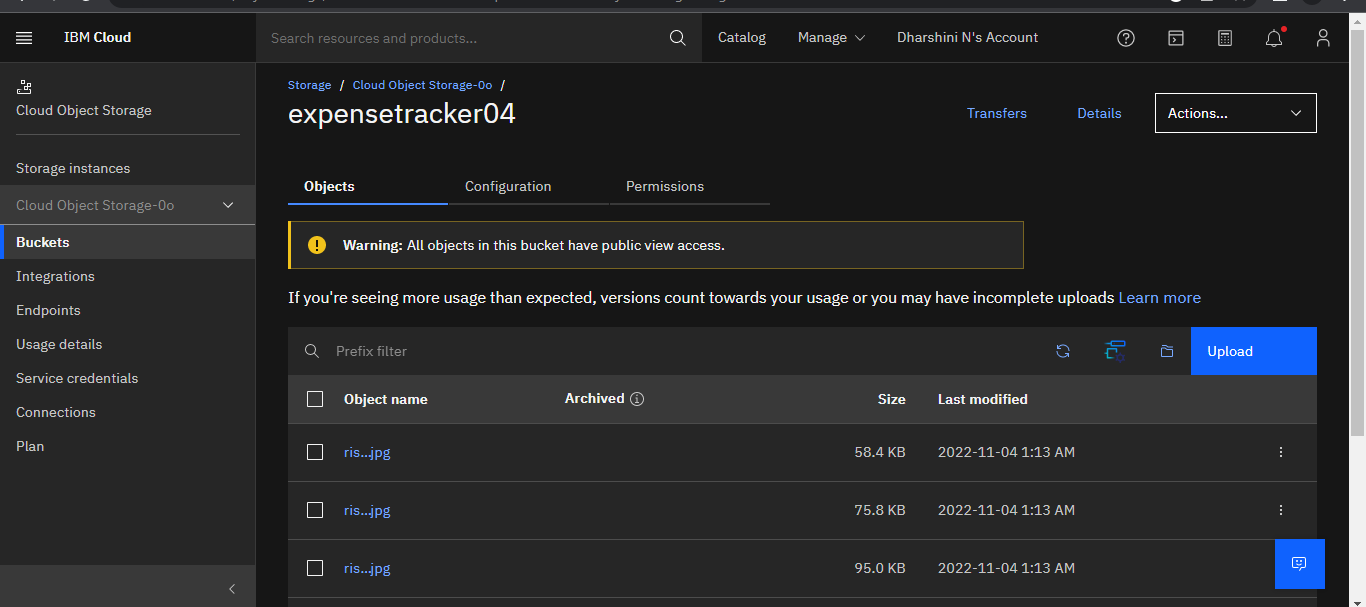 IBM Cloud
Search resources and products...
Catalog
Manage
Dharshini N's Account
Cloud Object Storage
Storage instances
Cloud Object Storage-0o
Buckets
Integrations
Endpoints
Usage details
Service credentials
Connections
Plan
Storage / Cloud Object Storage-0o /
expensetracker04
Transfers
Details
Actions...
Objects
Configuration
Permissions
Warning: All objects in this bucket have public view access.
If you're seeing more usage than expected, versions count towards your usage or you may have incomplete uploads Learn more
Prefix filter
Upload
Object name Archived Size Last modified
ris...jpg 58.4 KB 2022-11-04 1:13 AM
ris...jpg 75.8 KB 2022-11-04 1:13 AM
ris...jpg 95.0 KB 2022-11-04 1:13 AM